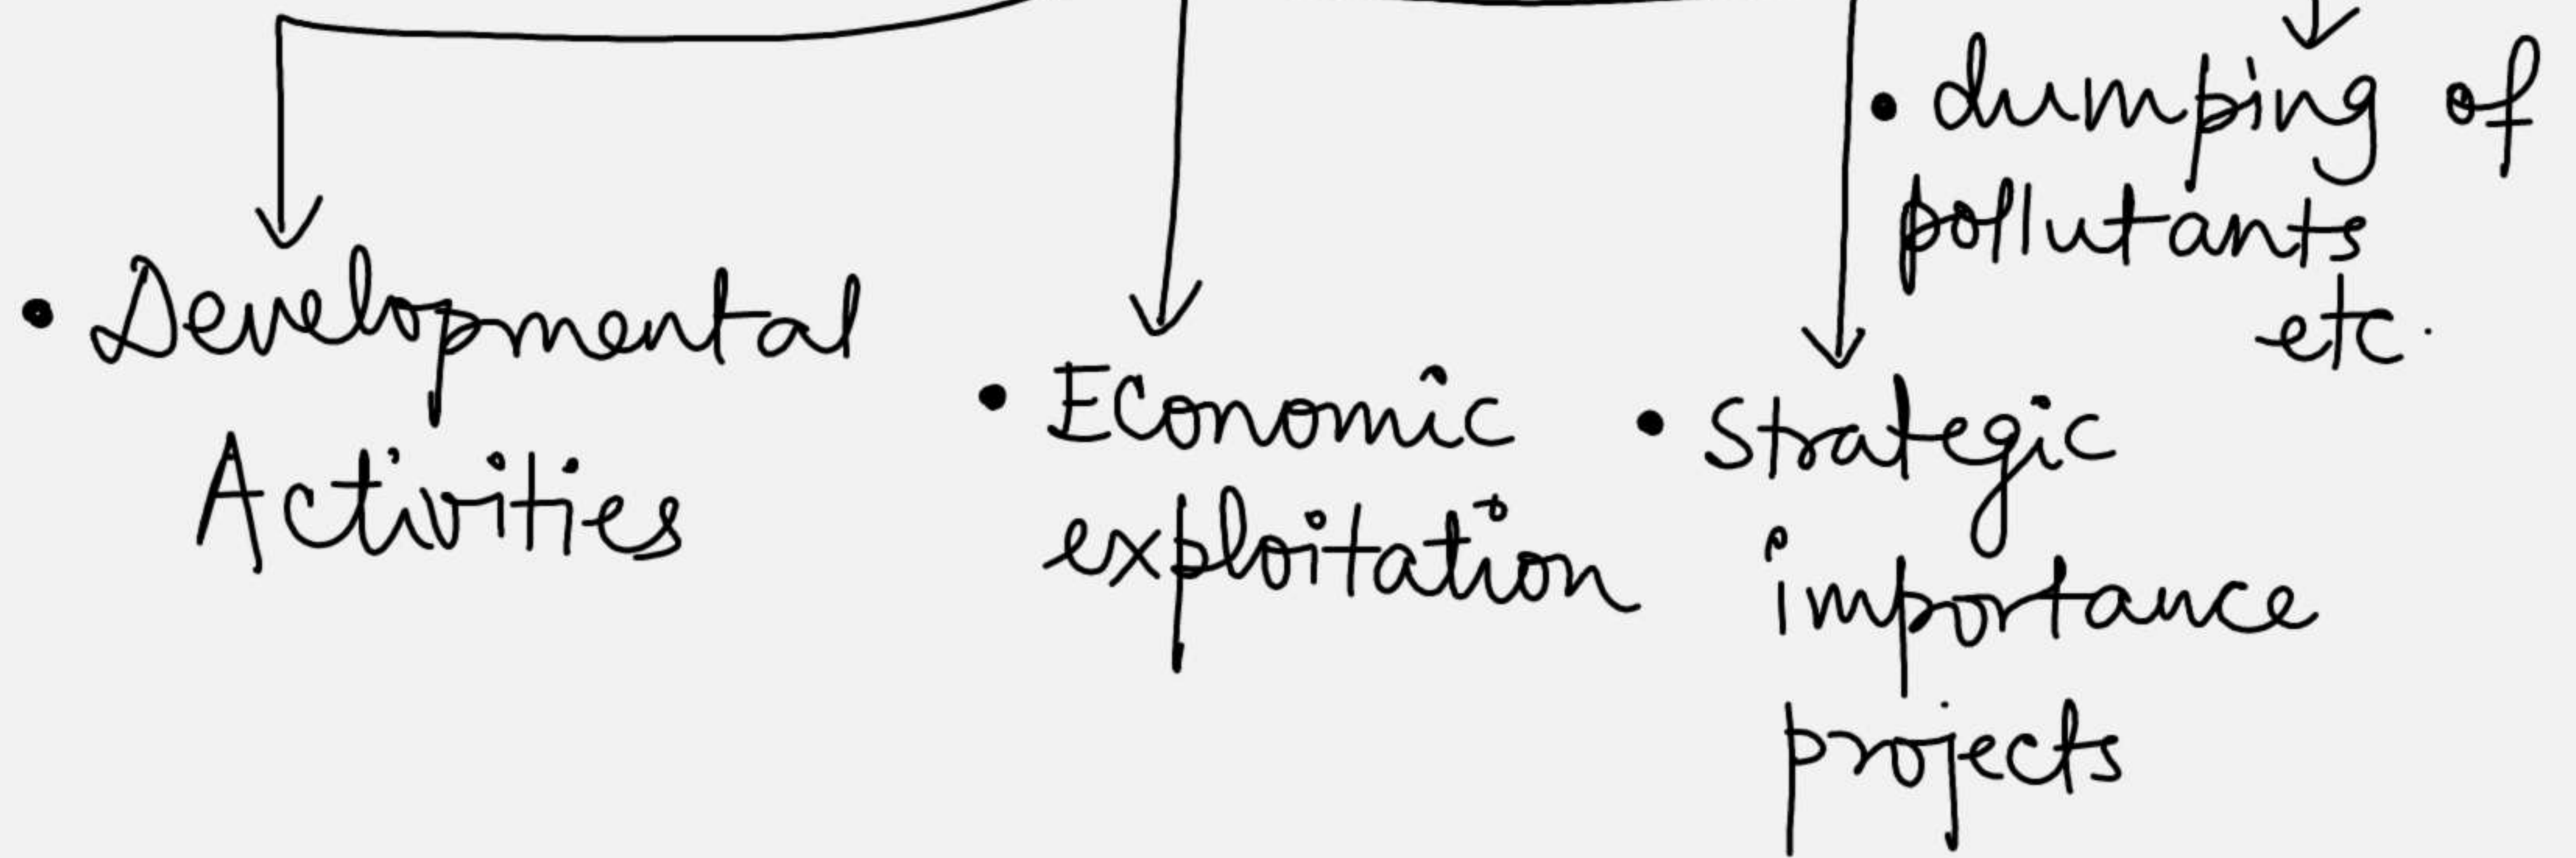 • Developmental
Activities
• Economic
exploitation
• Strategic
importance
projects
• dumping of
pollutants
etc.